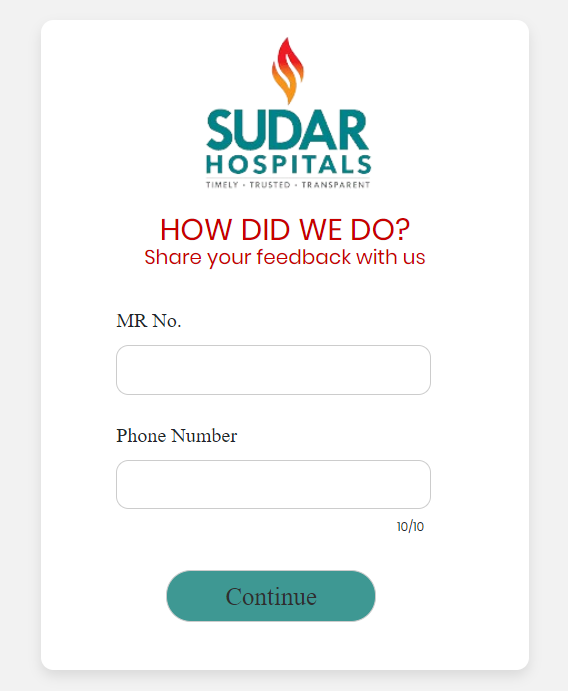 SUDAR
HOSPITALS
TIMELY • TRUSTED • TRANSPARENT
HOW DID WE DO?
Share your feedback with us
MR No.
Phone Number
10/10
Continue